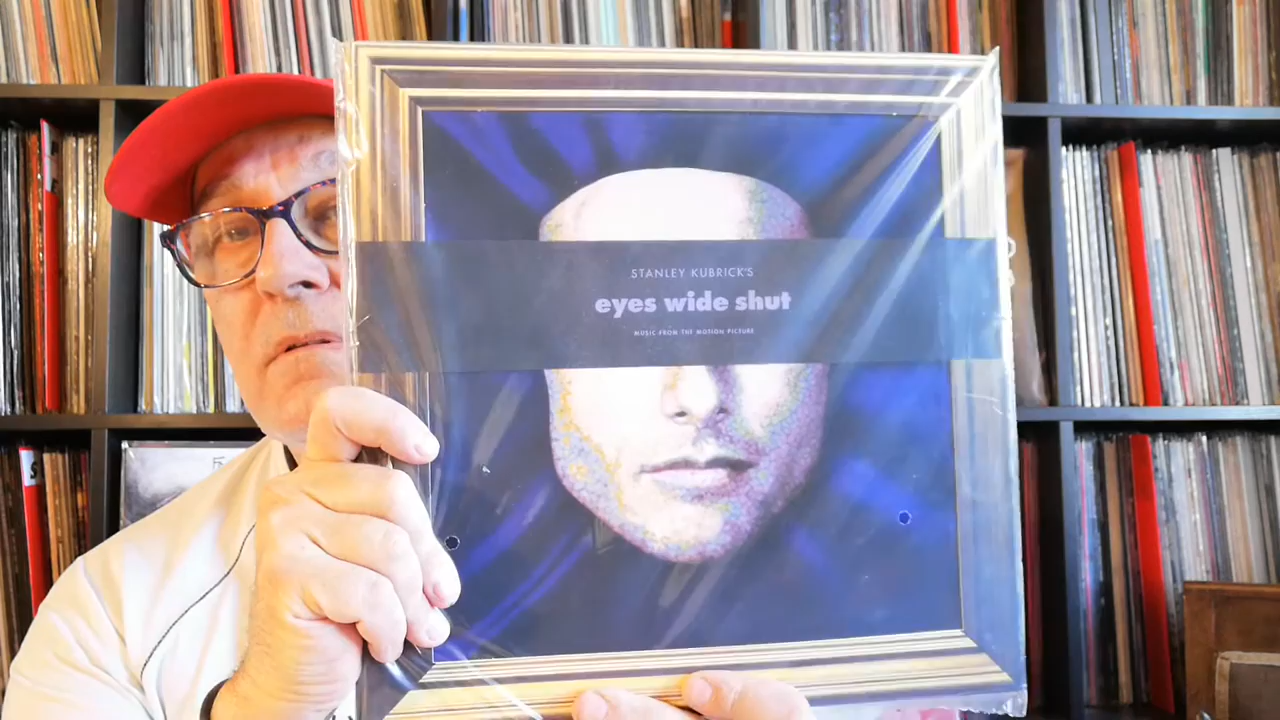 STANLEY KUBRICK'S
eyes wide shut
MUSIC FROM THE MOTION PICTURE